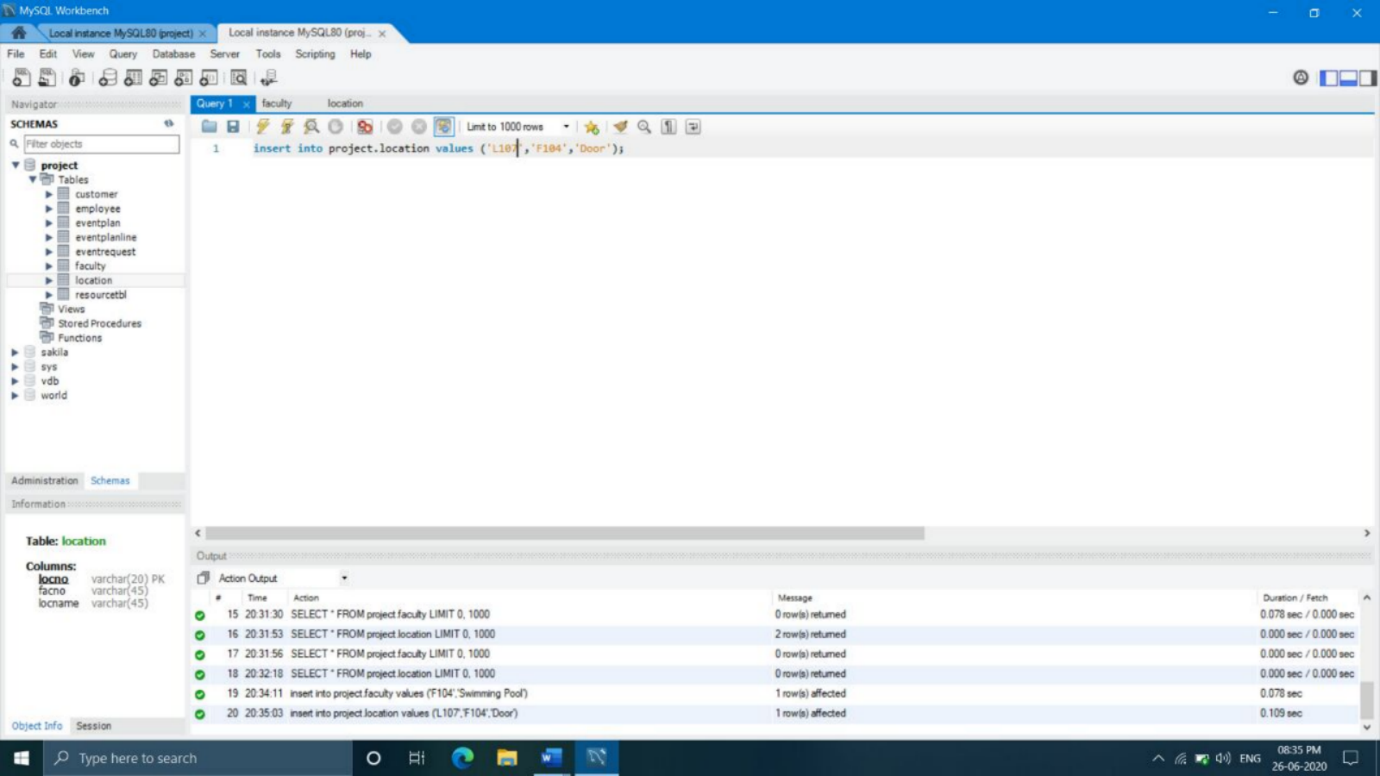 MySQL Workbench
Local instance MySQL80 (project) ×
Local instance MySQL80 (proj... ×
File Edit View Query Database Server Tools Scripting Help
Navigator
SCHEMAS
Filter objects
project
Tables
customer
employee
eventplan
eventplanline
eventrequest
faculty
location
resourcetbl
Views
Stored Procedures
Functions
sakila
sys
vdb
world
Administration Schemas
Information
Table: location
Columns:
locno varchar(20) PK
facno varchar(45)
locname varchar(45)
Object Info Session
Query 1 × faculty location
Limit to 1000 rows
1 insert into project.location values ('L107','F104','Door');
Output
Action Output
# Time Action Message Duration / Fetch
15 20:31:30 SELECT * FROM project.faculty LIMIT 0, 1000 0 row(s) returned 0.078 sec / 0.000 sec
16 20:31:53 SELECT * FROM project.location LIMIT 0, 1000 2 row(s) returned 0.000 sec / 0.000 sec
17 20:31:56 SELECT * FROM project.faculty LIMIT 0, 1000 0 row(s) returned 0.000 sec / 0.000 sec
18 20:32:18 SELECT * FROM project.location LIMIT 0, 1000 0 row(s) returned 0.000 sec / 0.000 sec
19 20:34:11 insert into project.faculty values ('F104','Swimming Pool') 1 row(s) affected 0.078 sec
20 20:35:03 insert into project.location values ('L107','F104','Door') 1 row(s) affected 0.109 sec
Type here to search
ENG
08:35 PM
26-06-2020